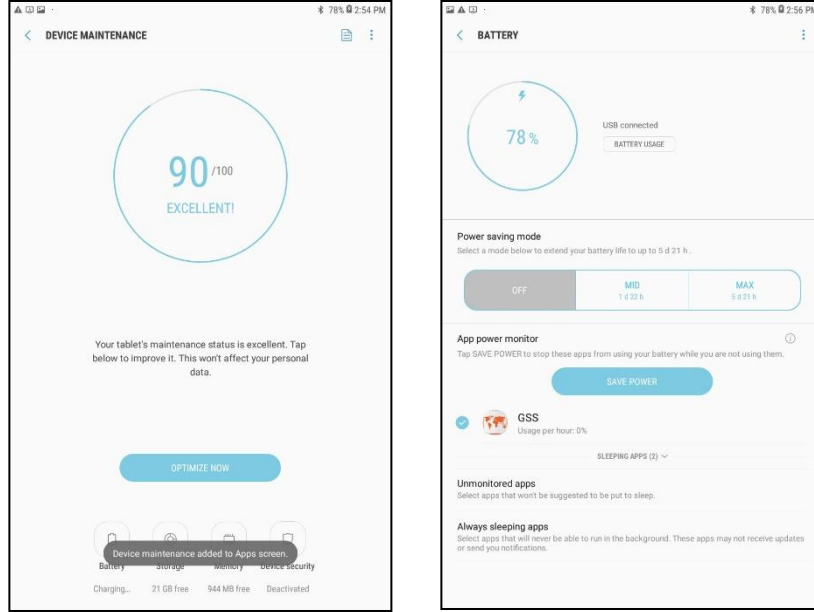 78% 2:54 PM
DEVICE MAINTENANCE
90 /100
EXCELLENT!
Your tablet's maintenance status is excellent. Tap
below to improve it. This won't affect your personal
data.
OPTIMIZE NOW
Device maintenance added to Apps screen.
Battery Storage Memory Device security
Charging... 21 GB free 944 MB free Deactivated
78% 2:56 PM
BATTERY
78 %
USB connected
BATTERY USAGE
Power saving mode
Select a mode below to extend your battery life to up to 5 d 21 h .
OFF MID MAX
1 d 22 h 5 d 21 h
App power monitor
Tap SAVE POWER to stop these apps from using your battery while you are not using them.
SAVE POWER
GSS
Usage per hour: 0%
SLEEPING APPS (2)
Unmonitored apps
Select apps that won't be suggested to be put to sleep.
Always sleeping apps
Select apps that will never be able to run in the background. These apps may not receive updates
or send you notifications.